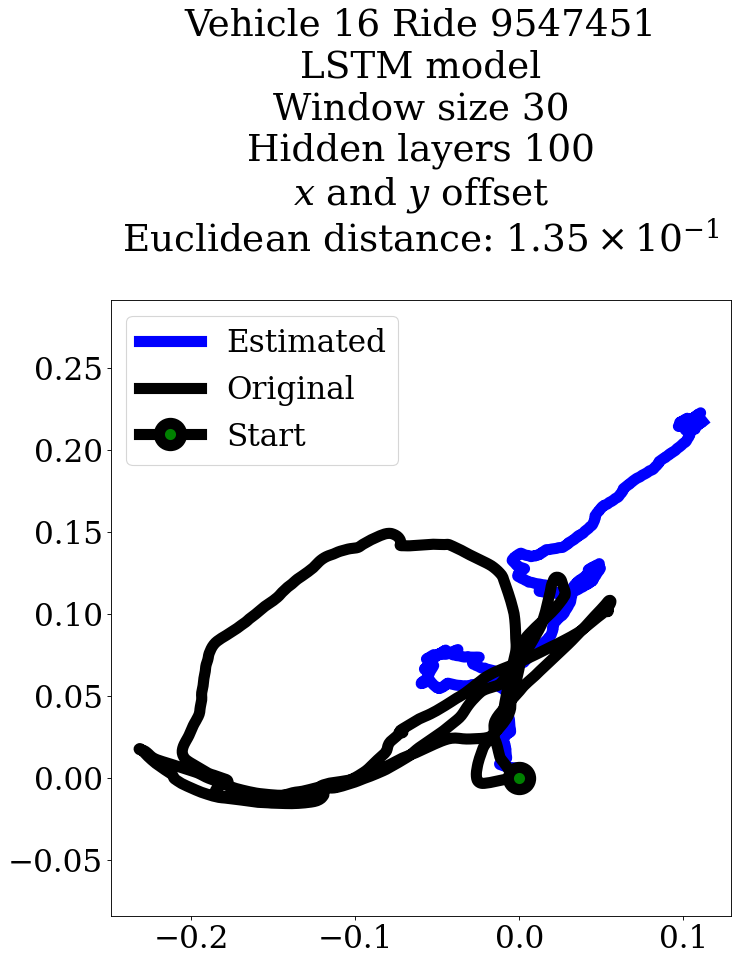 Vehicle 16 Ride 9547451
LSTM model
Window size 30
Hidden layers 100
x and y offset
Euclidean distance: 1.35 × 10⁻¹
Estimated
Original
Start
0.25
0.20
0.15
0.10
0.05
0.00
−0.05
−0.2 −0.1 0.0 0.1